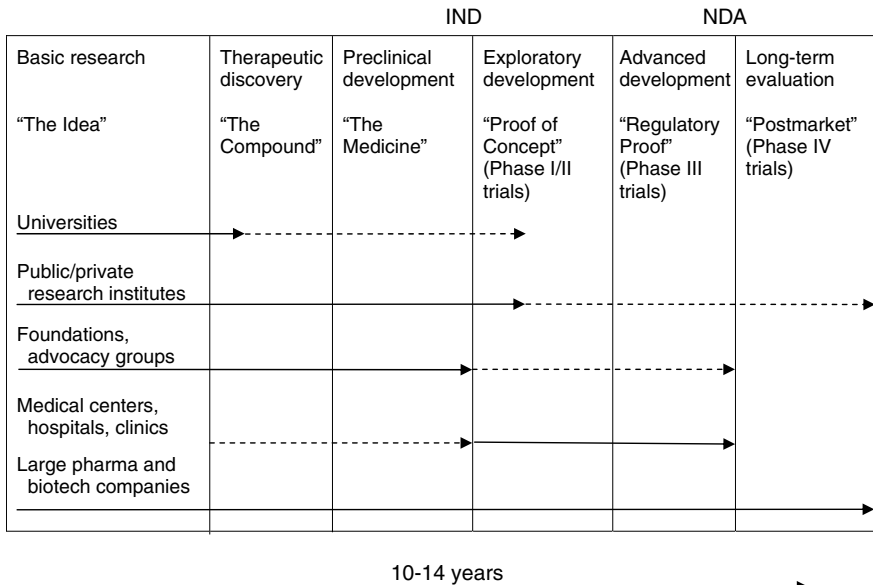 IND NDA
Basic research
"The Idea"
Therapeutic
discovery
"The
Compound"
Preclinical
development
"The
Medicine"
Exploratory
development
"Proof of
Concept"
(Phase I/II
trials)
Advanced
development
"Regulatory
Proof"
(Phase III
trials)
Long-term
evaluation
"Postmarket"
(Phase IV
trials)
Universities
Public/private
research institutes
Foundations,
advocacy groups
Medical centers,
hospitals, clinics
Large pharma and
biotech companies
10-14 years